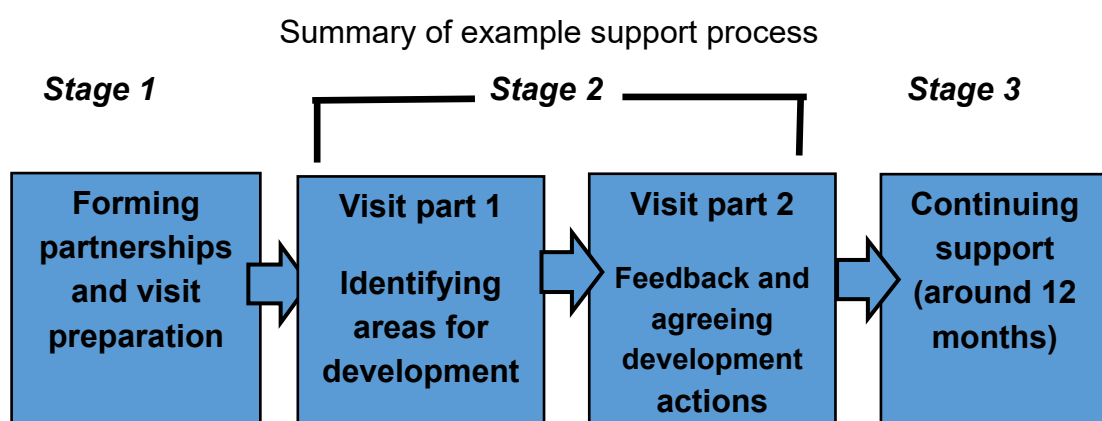 Summary of example support process
Stage 1
Stage 2
Stage 3
Forming
partnerships
and visit
preparation
Visit part 1
Identifying
areas for
development
Visit part 2
Feedback and
agreeing
development
actions
Continuing
support
(around 12
months)